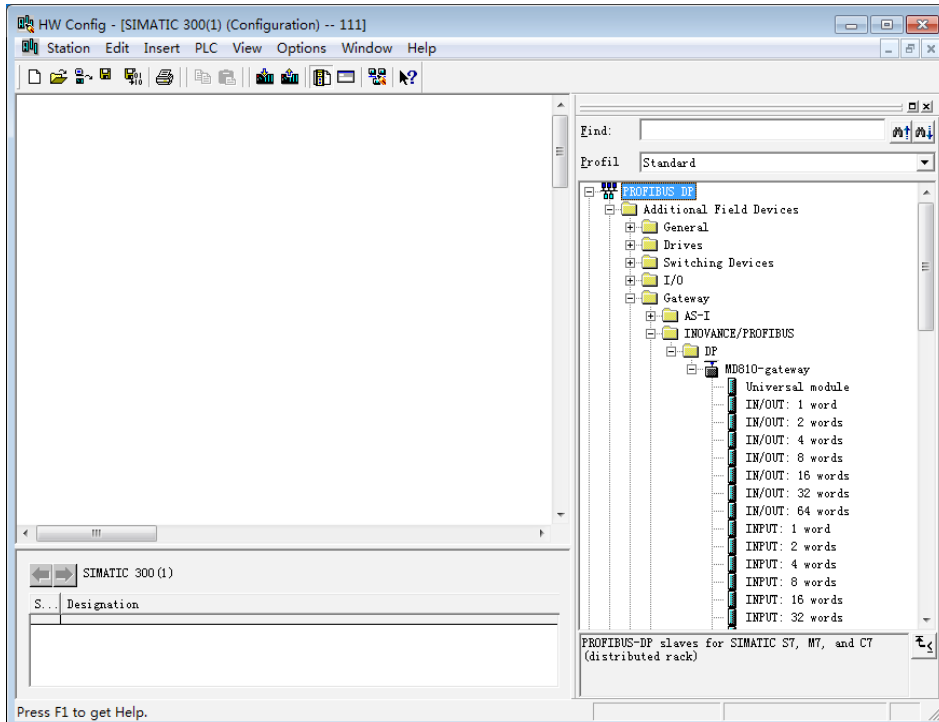 HW Config - [SIMATIC 300(1) (Configuration) -- 111]
Station Edit Insert PLC View Options Window Help
Find:
Profil Standard
PROFIBUS DP
Additional Field Devices
General
Drives
Switching Devices
I/O
Gateway
AS-I
INOVANCE/PROFIBUS
DP
MD810-gateway
Universal module
IN/OUT: 1 word
IN/OUT: 2 words
IN/OUT: 4 words
IN/OUT: 8 words
IN/OUT: 16 words
IN/OUT: 32 words
IN/OUT: 64 words
INPUT: 1 word
INPUT: 2 words
INPUT: 4 words
INPUT: 8 words
INPUT: 16 words
INPUT: 32 words
PROFIBUS-DP slaves for SIMATIC S7, M7, and C7
(distributed rack)
SIMATIC 300(1)
S... Designation
Press F1 to get Help.